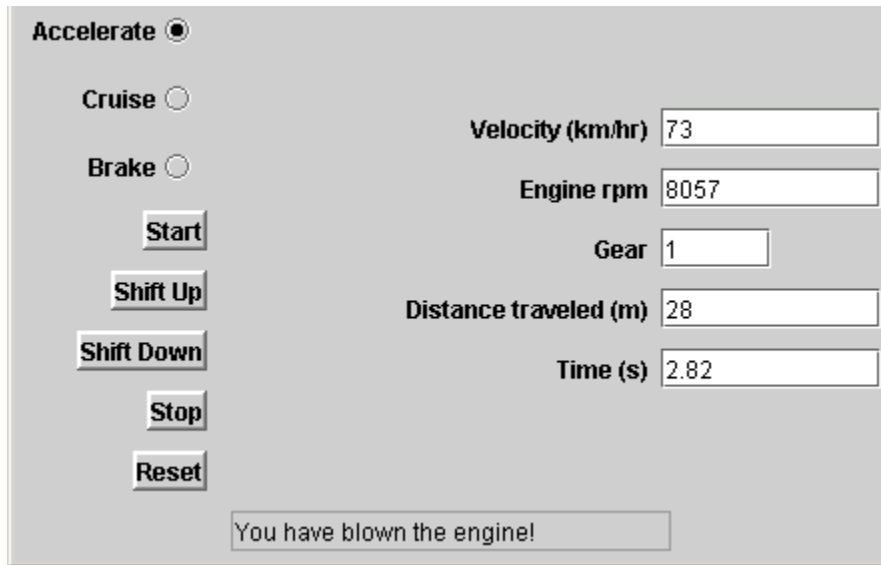 Accelerate
Cruise
Brake
Start
Shift Up
Shift Down
Stop
Reset
Velocity (km/hr) 73
Engine rpm 8057
Gear 1
Distance traveled (m) 28
Time (s) 2.82
You have blown the engine!